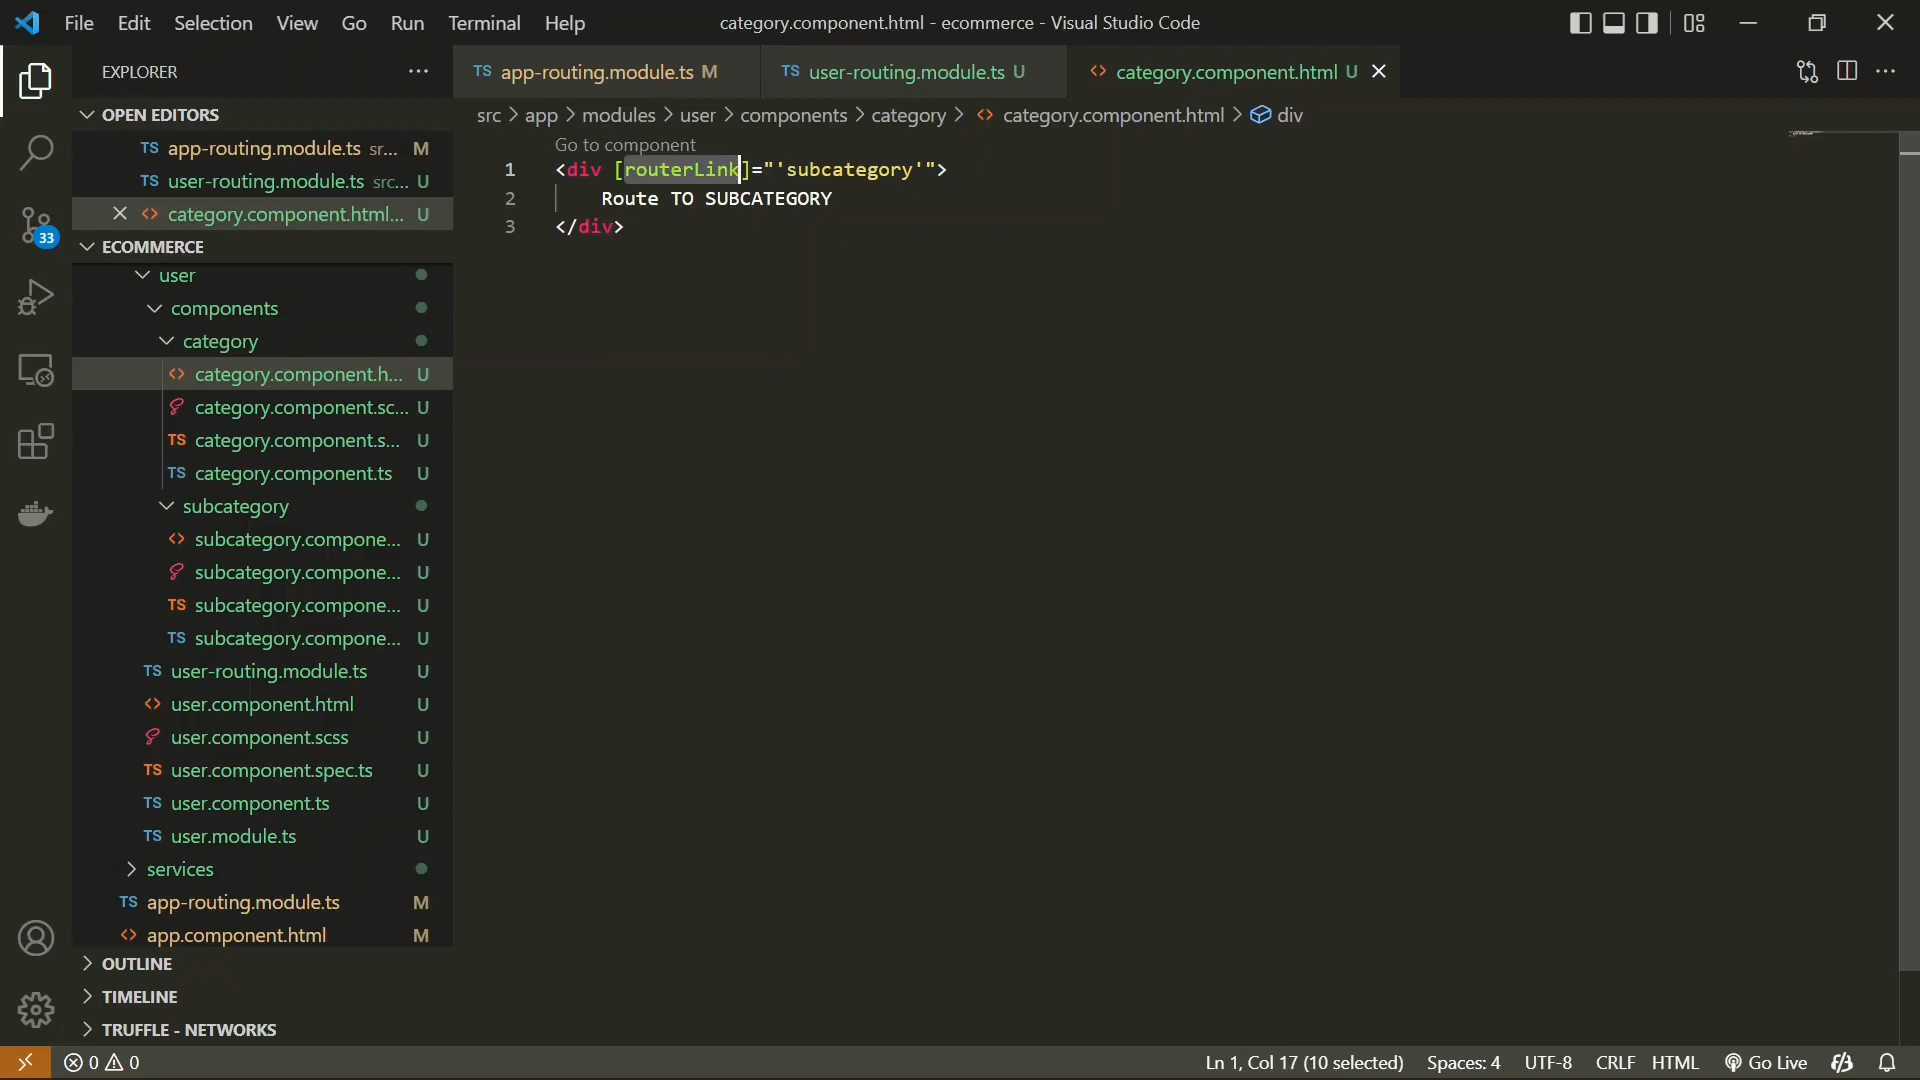 File Edit Selection View Go Run Terminal Help
category.component.html - ecommerce - Visual Studio Code
EXPLORER
TS app-routing.module.ts M
TS user-routing.module.ts U
<> category.component.html U
OPEN EDITORS
TS app-routing.module.ts sr... M
TS user-routing.module.ts src... U
<> category.component.html... U
src > app > modules > user > components > category > <> category.component.html > div
Go to component
1 <div [routerLink]="'subcategory'">
2 Route TO SUBCATEGORY
3 </div>
33
ECOMMERCE
user
components
category
<> category.component.h... U
category.component.sc... U
TS category.component.s... U
TS category.component.ts U
subcategory
<> subcategory.compone... U
subcategory.compone... U
TS subcategory.compone... U
TS subcategory.compone... U
TS user-routing.module.ts U
<> user.component.html U
user.component.scss U
TS user.component.spec.ts U
TS user.component.ts U
TS user.module.ts U
services
TS app-routing.module.ts M
<> app.component.html M
OUTLINE
TIMELINE
TRUFFLE - NETWORKS
0 0
Ln 1, Col 17 (10 selected) Spaces: 4 UTF-8 CRLF HTML Go Live